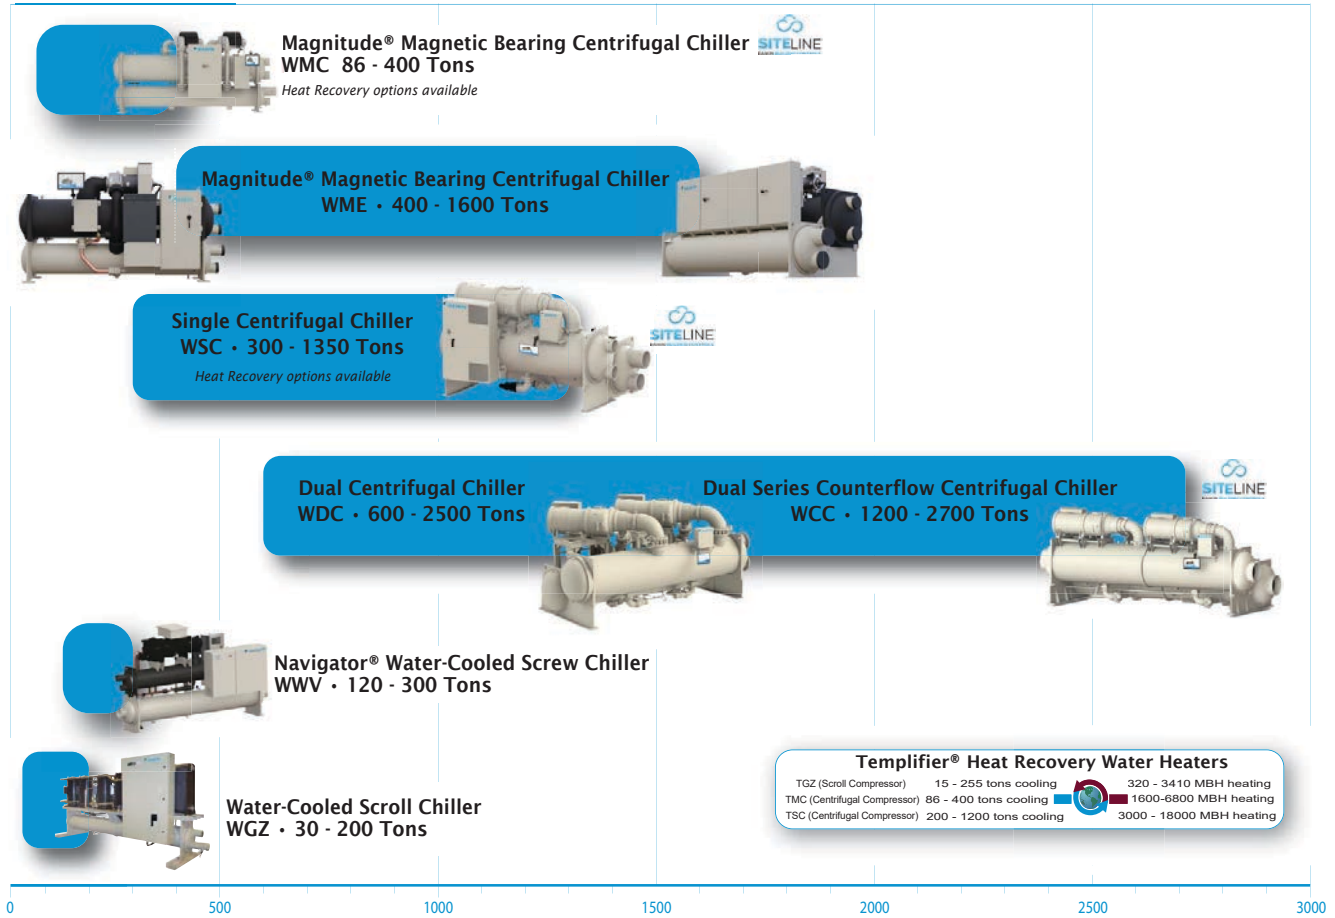 Magnitude® Magnetic Bearing Centrifugal Chiller
WMC 86 - 400 Tons
Heat Recovery options available
SITELINE
Magnitude® Magnetic Bearing Centrifugal Chiller
WME • 400 - 1600 Tons
Single Centrifugal Chiller
WSC • 300 - 1350 Tons
Heat Recovery options available
SITELINE
Dual Centrifugal Chiller
WDC • 600 - 2500 Tons
Dual Series Counterflow Centrifugal Chiller
WCC • 1200 - 2700 Tons
SITELINE
Navigator® Water-Cooled Screw Chiller
WWV • 120 - 300 Tons
Water-Cooled Scroll Chiller
WGZ • 30 - 200 Tons
Templifier® Heat Recovery Water Heaters
TGZ (Scroll Compressor) 15 - 255 tons cooling 320 - 3410 MBH heating
TMC (Centrifugal Compressor) 86 - 400 tons cooling 1600-6800 MBH heating
TSC (Centrifugal Compressor) 200 - 1200 tons cooling 3000 - 18000 MBH heating
0 500 1000 1500 2000 2500 3000